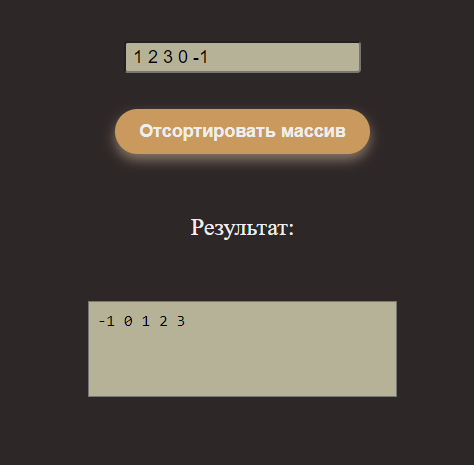 1 2 3 0 -1
Отсортировать массив
Результат:
-1 0 1 2 3